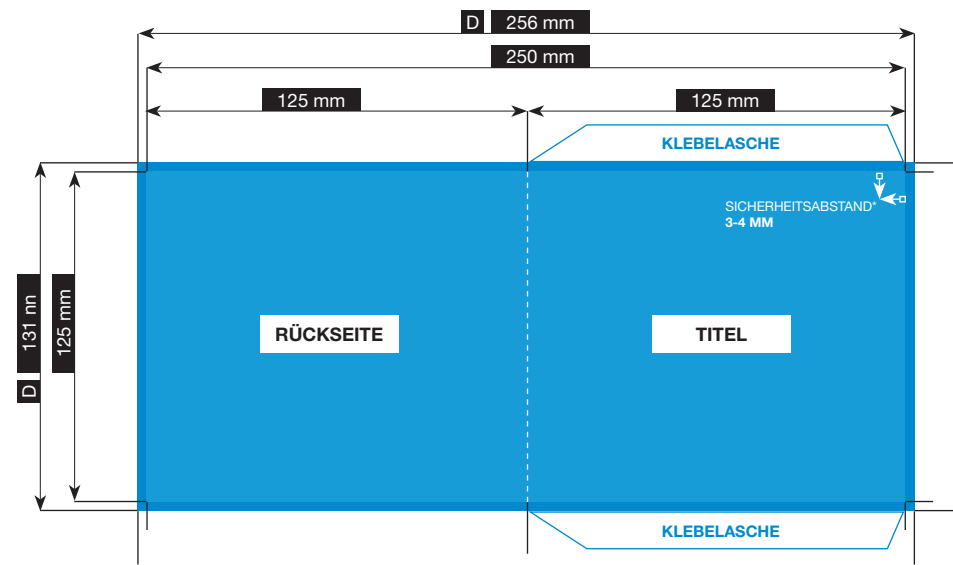 D 256 mm
250 mm
125 mm
125 mm
KLEBELASCHE
SICHERHEITSABSTAND*
3-4 MM
D 131 nn
125 mm
RÜCKSEITE
TITEL
KLEBELASCHE